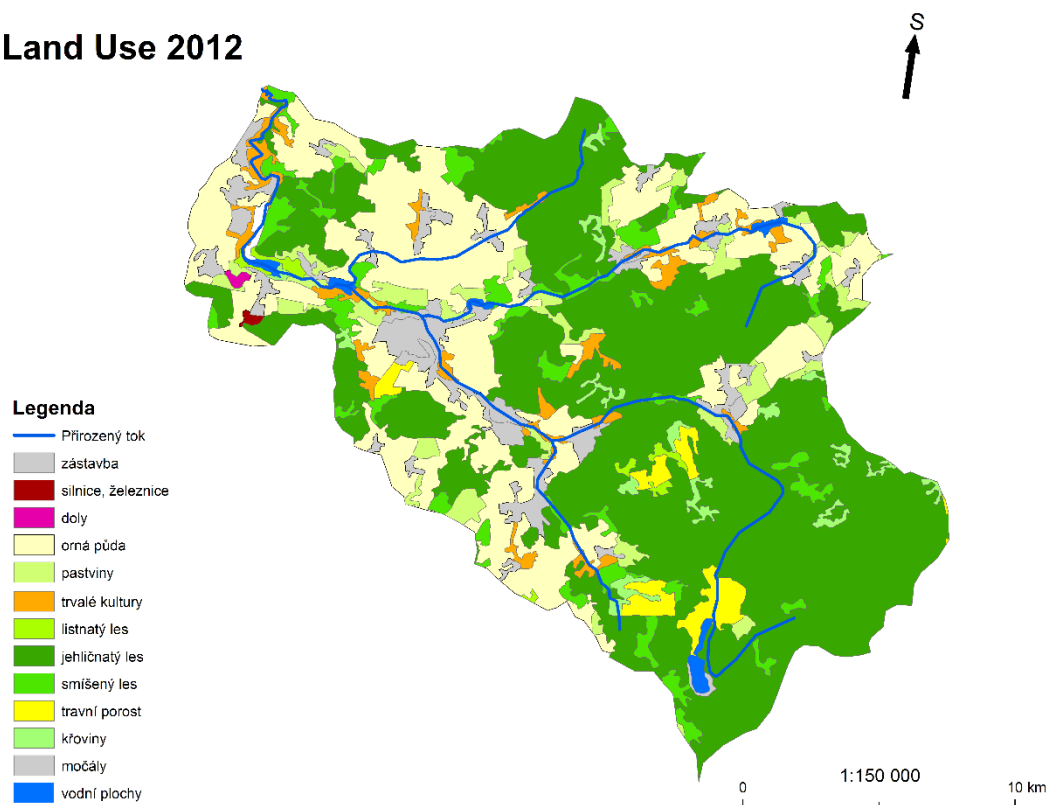 Land Use 2012
S
Legenda
Přirozený tok
zástavba
silnice, železnice
doly
orná půda
pastviny
trvalé kultury
listnatý les
jehličnatý les
smíšený les
travní porost
křoviny
močály
vodní plochy
1:150 000
0 10 km